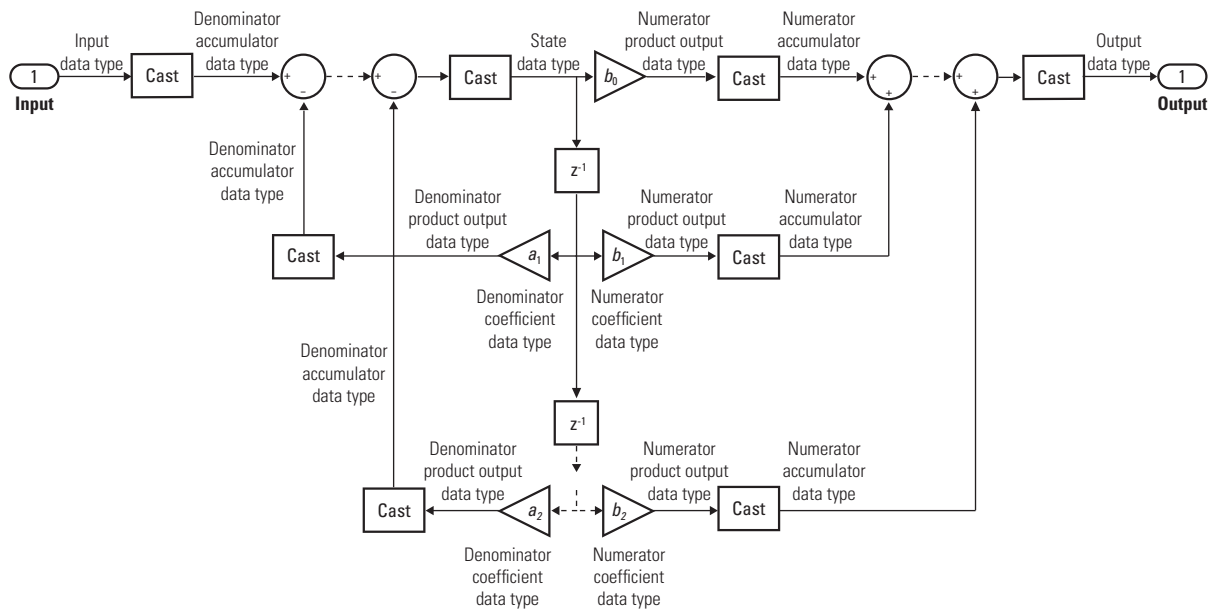 Input
data type
Denominator
accumulator
data type
State
data type
Numerator
product output
data type
Numerator
accumulator
data type
Output
data type
1
Input
Cast
+
−
+
−
Cast
b0
Cast
+
+
+
+
Cast
1
Output
z-1
Denominator
accumulator
data type
Denominator
product output
data type
Numerator
product output
data type
Numerator
accumulator
data type
Cast
a1
b1
Cast
Denominator
coefficient
data type
Numerator
coefficient
data type
Denominator
accumulator
data type
z-1
Denominator
product output
data type
Numerator
product output
data type
Numerator
accumulator
data type
Cast
a2
b2
Cast
Denominator
coefficient
data type
Numerator
coefficient
data type